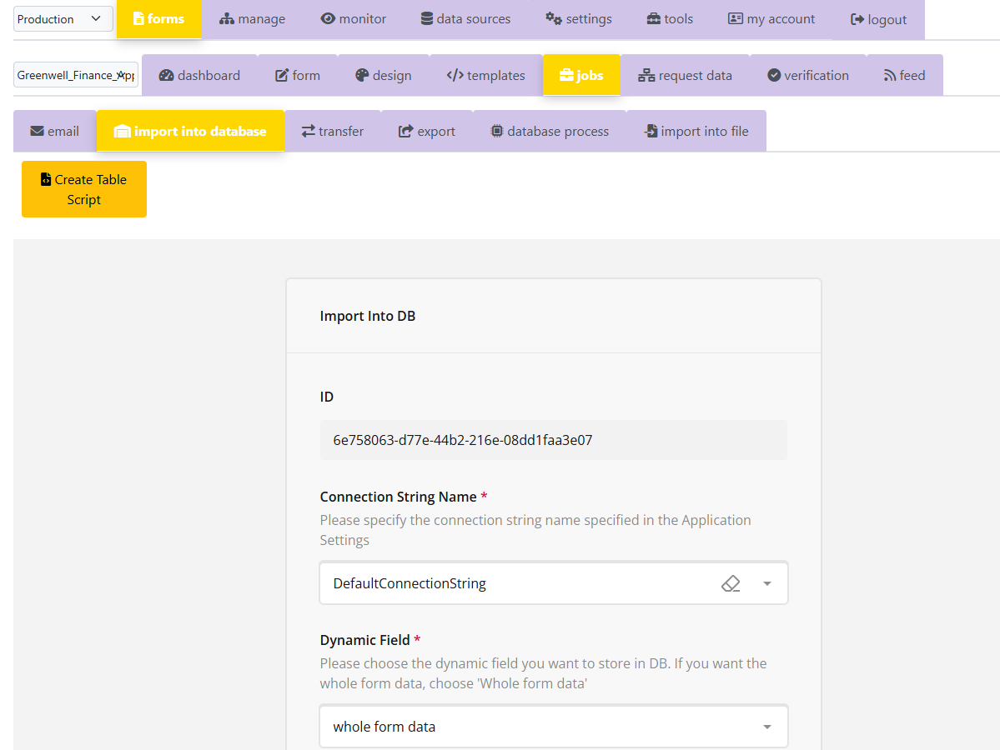 Production forms manage monitor data sources settings tools my account logout
Greenwell_Finance_App dashboard form design templates jobs request data verification feed
email import into database transfer export database process import into file
Create Table
Script
Import Into DB
ID
6e758063-d77e-44b2-216e-08dd1faa3e07
Connection String Name *
Please specify the connection string name specified in the Application
Settings
DefaultConnectionString
Dynamic Field *
Please choose the dynamic field you want to store in DB. If you want the
whole form data, choose 'Whole form data'
whole form data